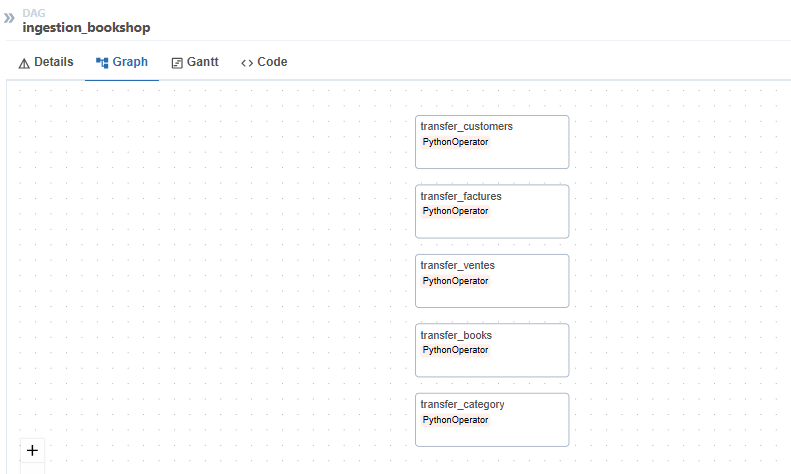 DAG
ingestion_bookshop
Details Graph Gantt Code
transfer_customers
PythonOperator
transfer_factures
PythonOperator
transfer_ventes
PythonOperator
transfer_books
PythonOperator
transfer_category
PythonOperator